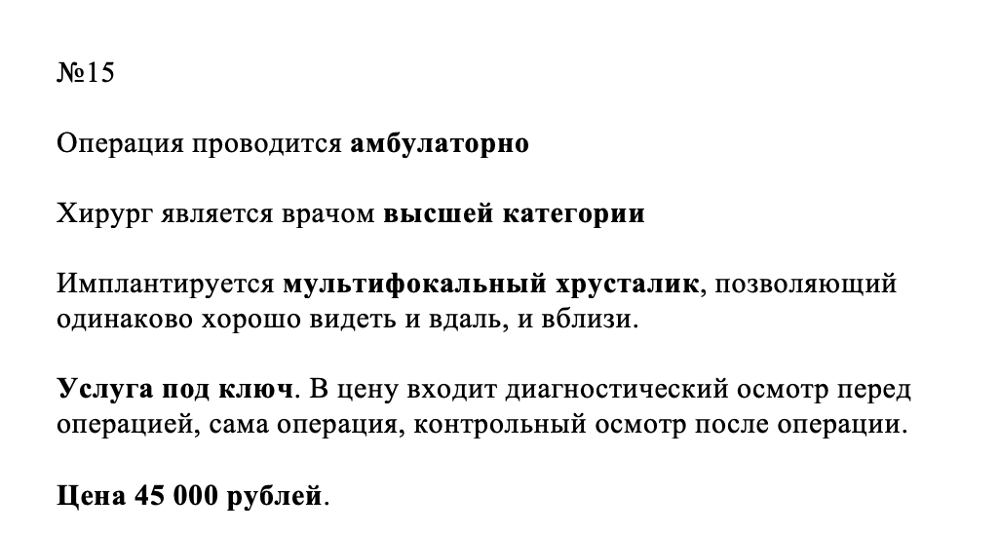 №15
Операция проводится амбулаторно
Хирург является врачом высшей категории
Имплантируется мультифокальный хрусталик, позволяющий
одинаково хорошо видеть и вдаль, и вблизи.
Услуга под ключ. В цену входит диагностический осмотр перед
операцией, сама операция, контрольный осмотр после операции.
Цена 45 000 рублей.